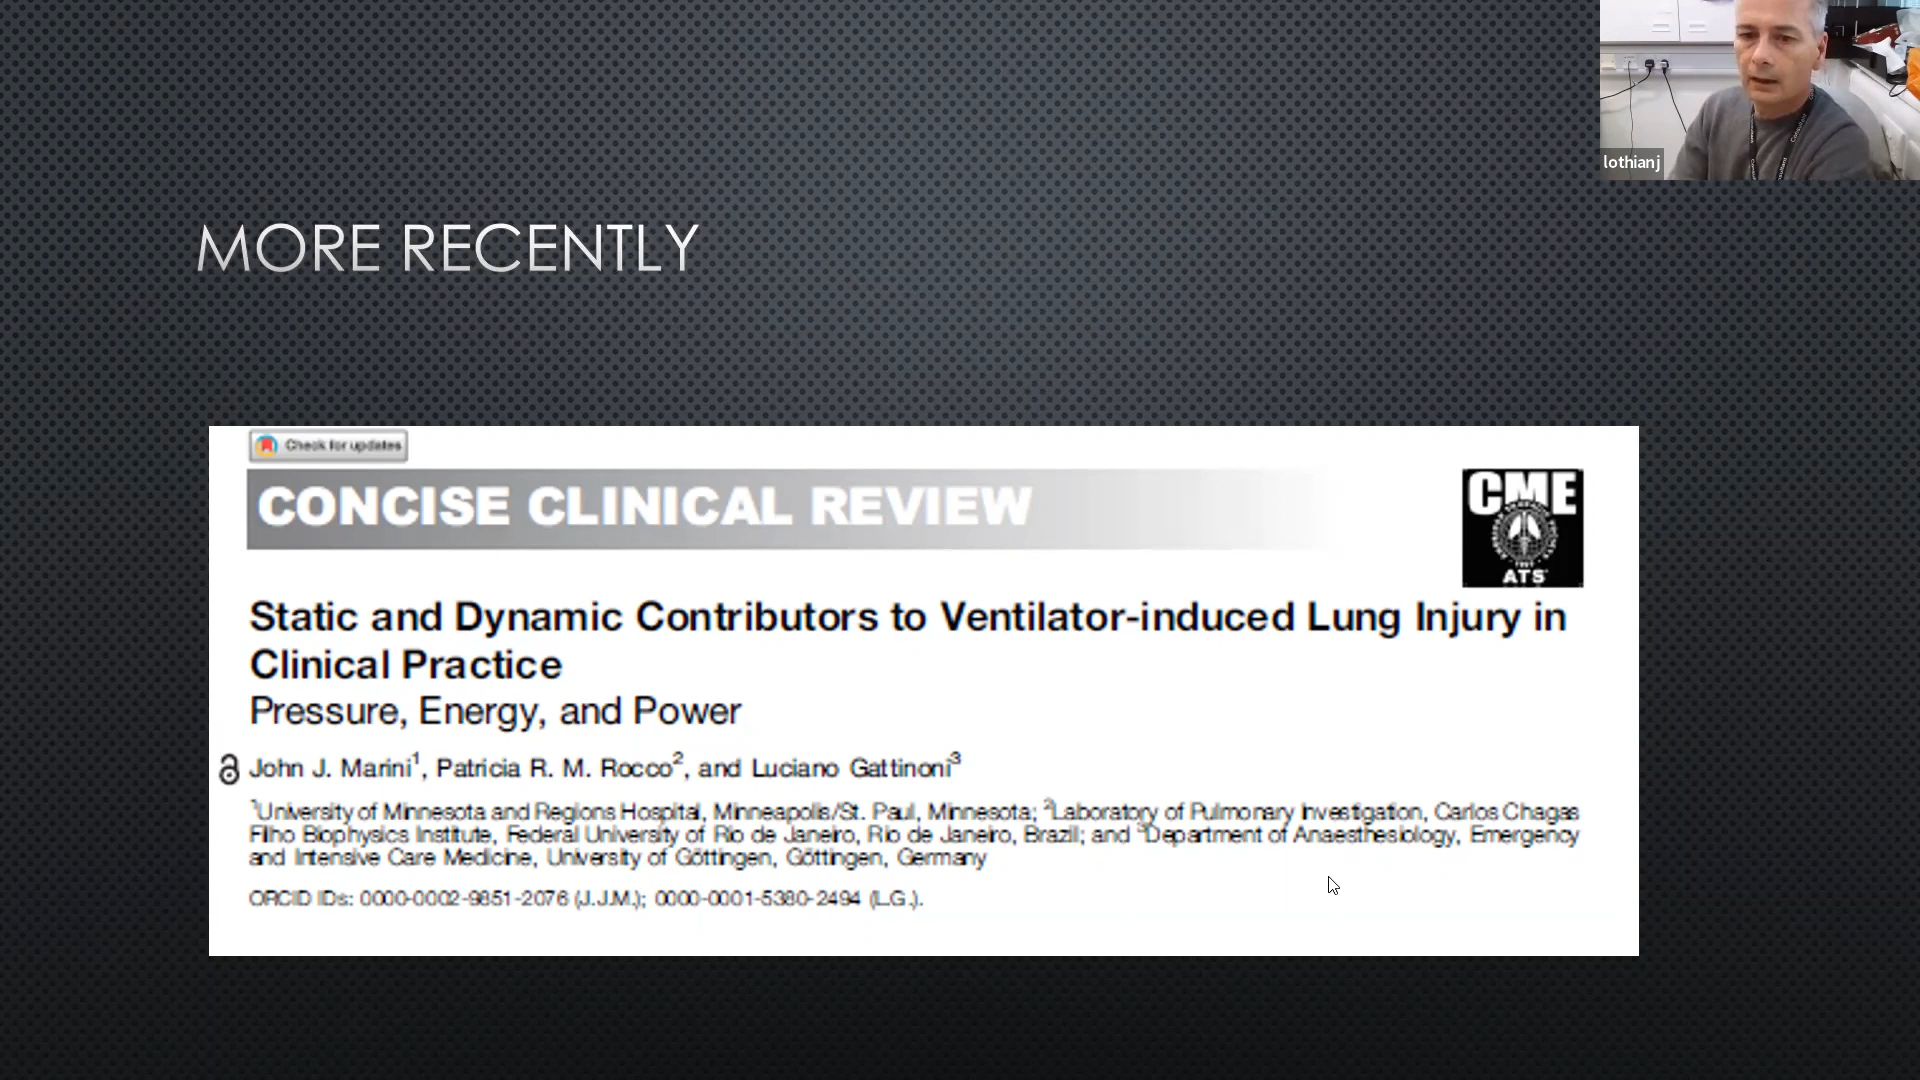 lothianj
MORE RECENTLY
Check for updates
CONCISE CLINICAL REVIEW
CME
ATS
Static and Dynamic Contributors to Ventilator-induced Lung Injury in
Clinical Practice
Pressure, Energy, and Power
John J. Marini1, Patricia R. M. Rocco2, and Luciano Gattinoni3
1University of Minnesota and Regions Hospital, Minneapolis/St. Paul, Minnesota; 2Laboratory of Pulmonary Investigation, Carlos Chagas
Filho Biophysics Institute, Federal University of Rio de Janeiro, Rio de Janeiro, Brazil; and 3Department of Anaesthesiology, Emergency
and Intensive Care Medicine, University of Göttingen, Göttingen, Germany
ORCID IDs: 0000-0002-9851-2076 (J.J.M.); 0000-0001-5380-2494 (L.G.).